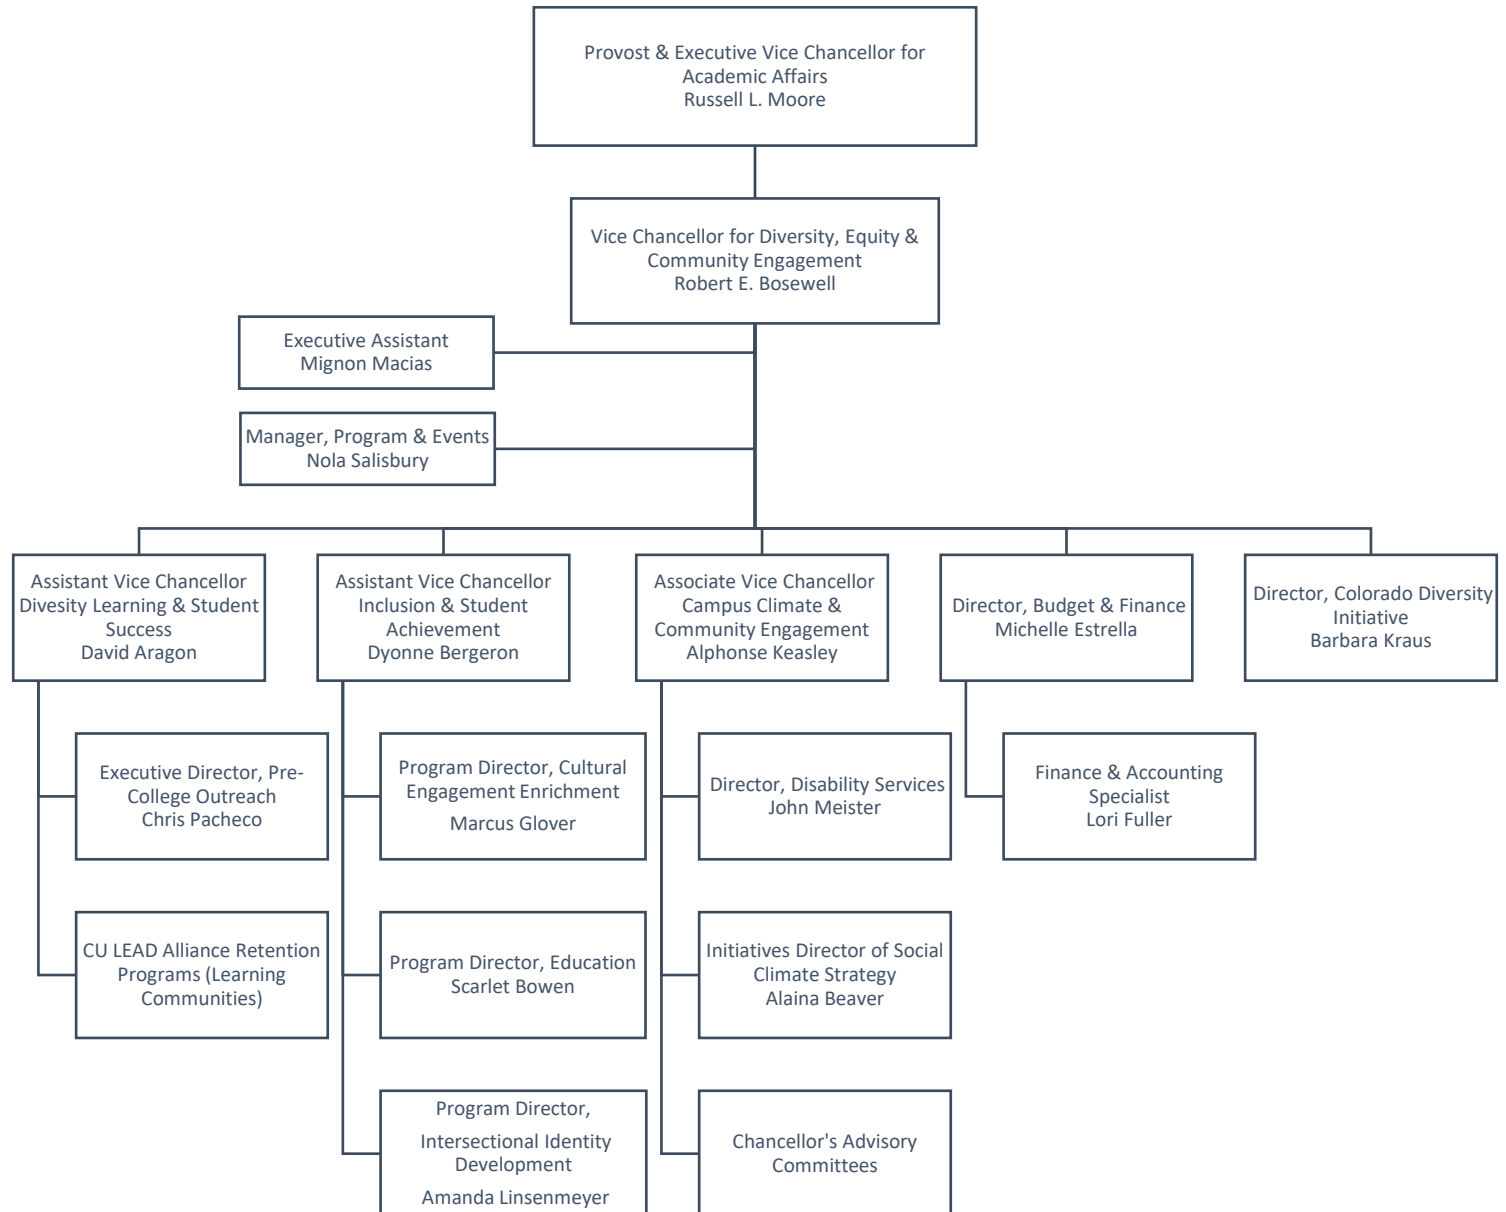 Provost & Executive Vice Chancellor for
Academic Affairs
Russell L. Moore
Vice Chancellor for Diversity, Equity &
Community Engagement
Robert E. Bosewell
Executive Assistant
Mignon Macias
Manager, Program & Events
Nola Salisbury
Assistant Vice Chancellor
Divesity Learning & Student
Success
David Aragon
Assistant Vice Chancellor
Inclusion & Student
Achievement
Dyonne Bergeron
Associate Vice Chancellor
Campus Climate &
Community Engagement
Alphonse Keasley
Director, Budget & Finance
Michelle Estrella
Director, Colorado Diversity
Initiative
Barbara Kraus
Executive Director, Pre-
College Outreach
Chris Pacheco
Program Director, Cultural
Engagement Enrichment
Marcus Glover
Director, Disability Services
John Meister
Finance & Accounting
Specialist
Lori Fuller
CU LEAD Alliance Retention
Programs (Learning
Communities)
Program Director, Education
Scarlet Bowen
Initiatives Director of Social
Climate Strategy
Alaina Beaver
Program Director,
Intersectional Identity
Development
Amanda Linsenmeyer
Chancellor's Advisory
Committees